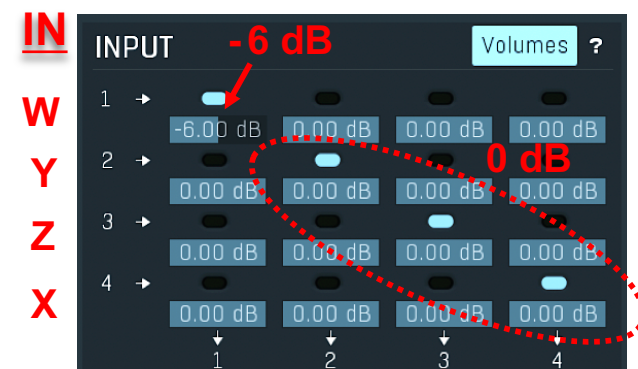 IN
INPUT - 6 dB Volumes ?
1
W
-6.00 dB 0.00 dB 0.00 dB 0.00 dB
Y 2 0 dB
0.00 dB 0.00 dB 0.00 dB 0.00 dB
Z 3
0.00 dB 0.00 dB 0.00 dB 0.00 dB
X 4
0.00 dB 0.00 dB 0.00 dB 0.00 dB
1 2 3 4